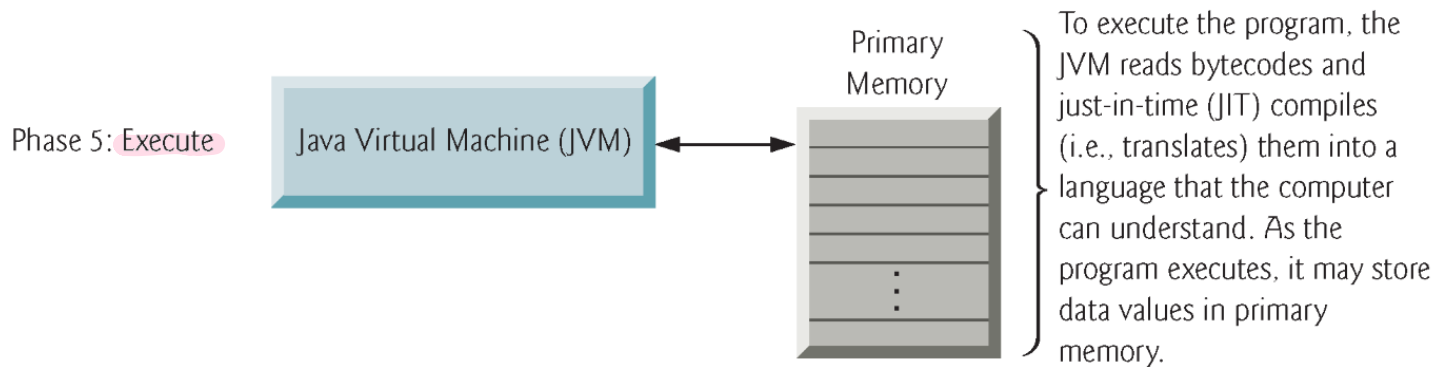 Phase 5: Execute
Java Virtual Machine (JVM)
Primary
Memory
To execute the program, the
JVM reads bytecodes and
just-in-time (JIT) compiles
(i.e., translates) them into a
language that the computer
can understand. As the
program executes, it may store
data values in primary
memory.